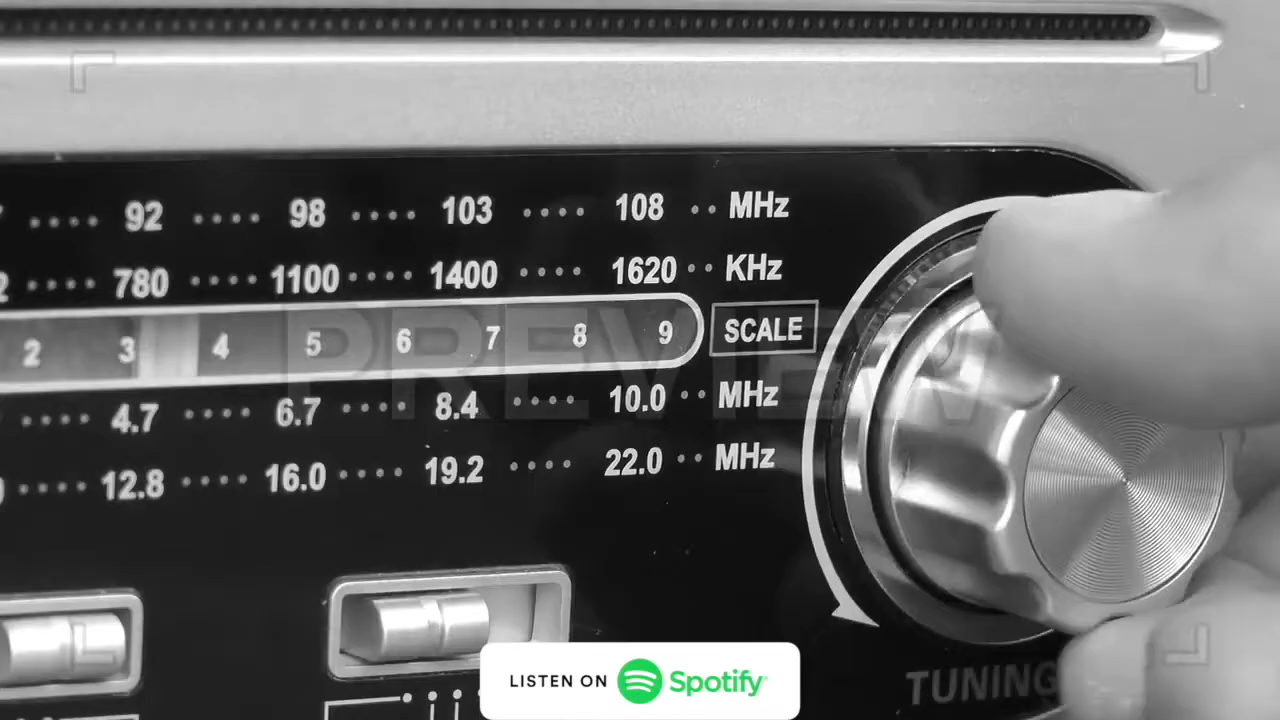 92 98 103 108 MHz
780 1100 1400 1620 KHz
2 3 4 5 6 7 8 9 SCALE
4.7 6.7 8.4 10.0 MHz
12.8 16.0 19.2 22.0 MHz
PREVIEW
TUNING
LISTEN ON Spotify